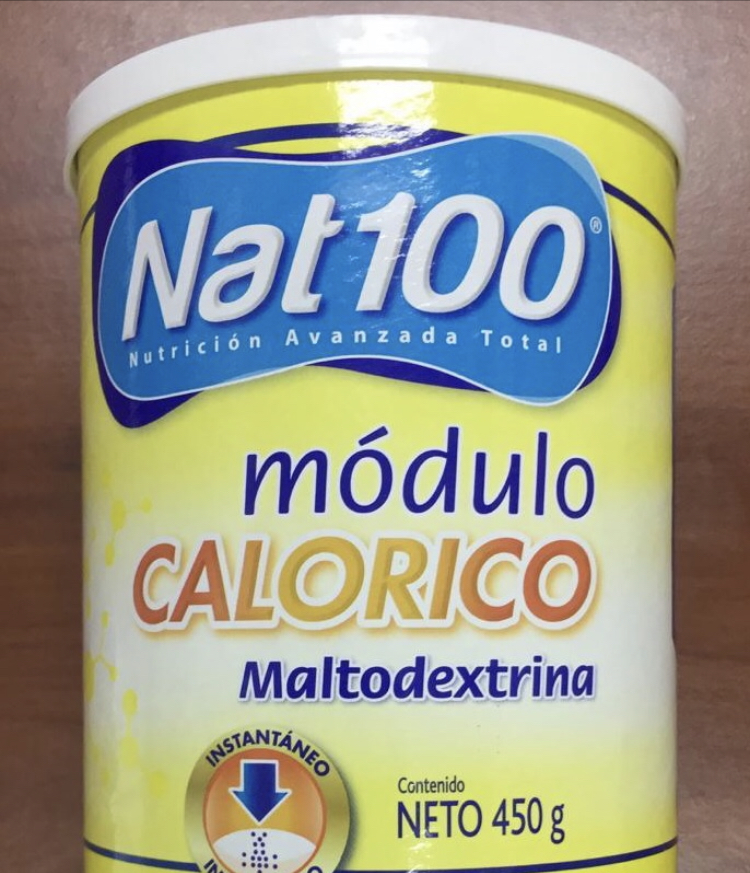 Nat100®
Nutrición Avanzada Total
módulo
CALORICO
Maltodextrina
INSTANTÁNEO
Contenido
NETO 450 g